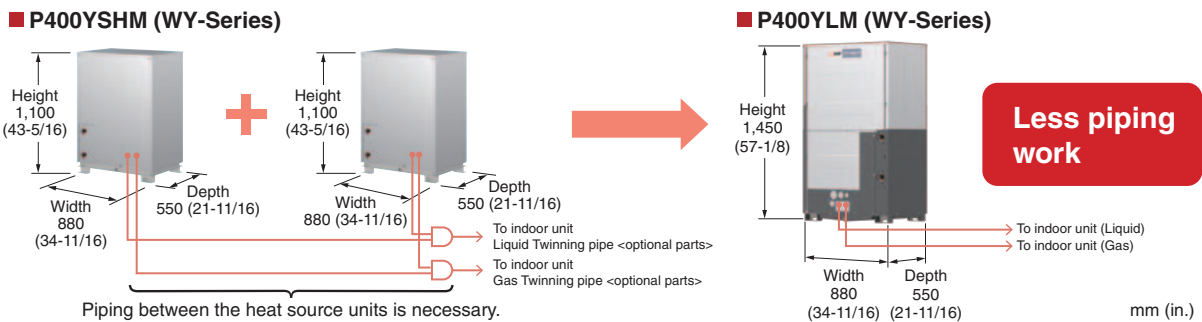 P400YSHM (WY-Series)
Height
1,100
(43-5/16)
Width
880
(34-11/16)
Depth
550 (21-11/16)
Height
1,100
(43-5/16)
Width
880 (34-11/16)
Depth
550 (21-11/16)
To indoor unit
Liquid Twinning pipe <optional parts>
To indoor unit
Gas Twinning pipe <optional parts>
Piping between the heat source units is necessary.
P400YLM (WY-Series)
Height
1,450
(57-1/8)
Less piping
work
To indoor unit (Liquid)
To indoor unit (Gas)
Width
880
(34-11/16)
Depth
550
(21-11/16)
mm (in.)